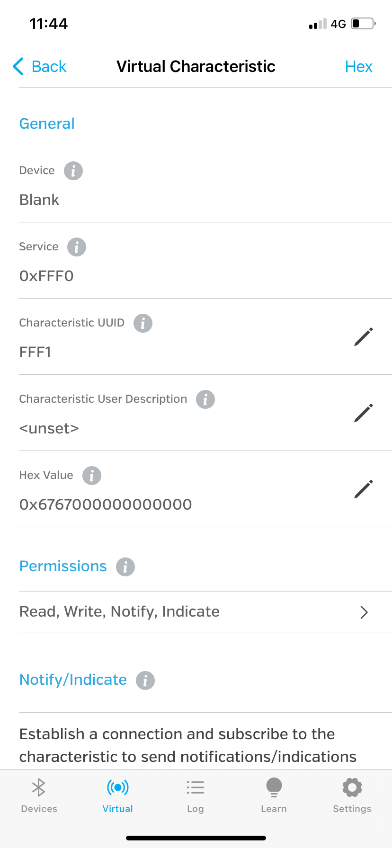 11:44
4G
Back
Virtual Characteristic
Hex
General
Device
Blank
Service
0xFFF0
Characteristic UUID
FFF1
Characteristic User Description
<unset>
Hex Value
0x6767000000000000
Permissions
Read, Write, Notify, Indicate
Notify/Indicate
Establish a connection and subscribe to the
characteristic to send notifications/indications
Devices
Virtual
Log
Learn
Settings